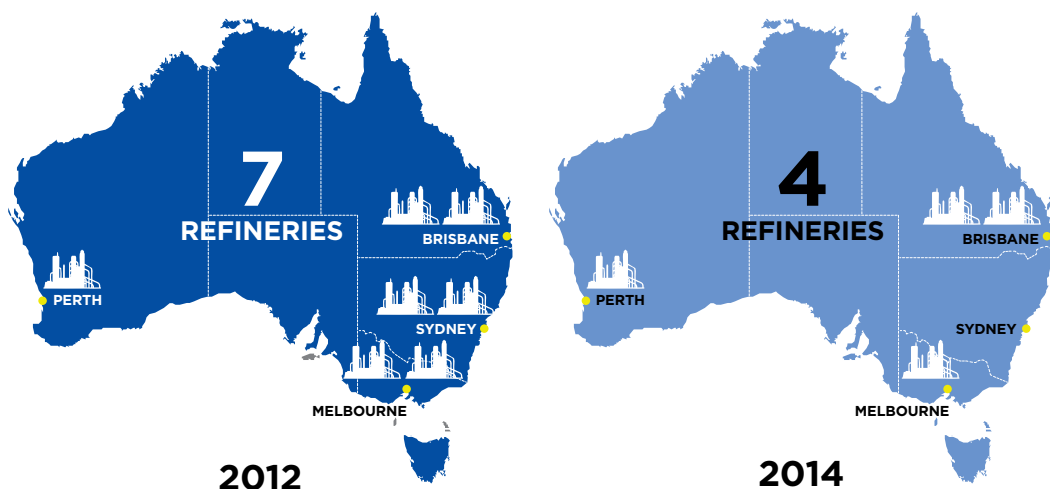 7
REFINERIES
BRISBANE
PERTH
SYDNEY
MELBOURNE
2012
4
REFINERIES
BRISBANE
PERTH
SYDNEY
MELBOURNE
2014